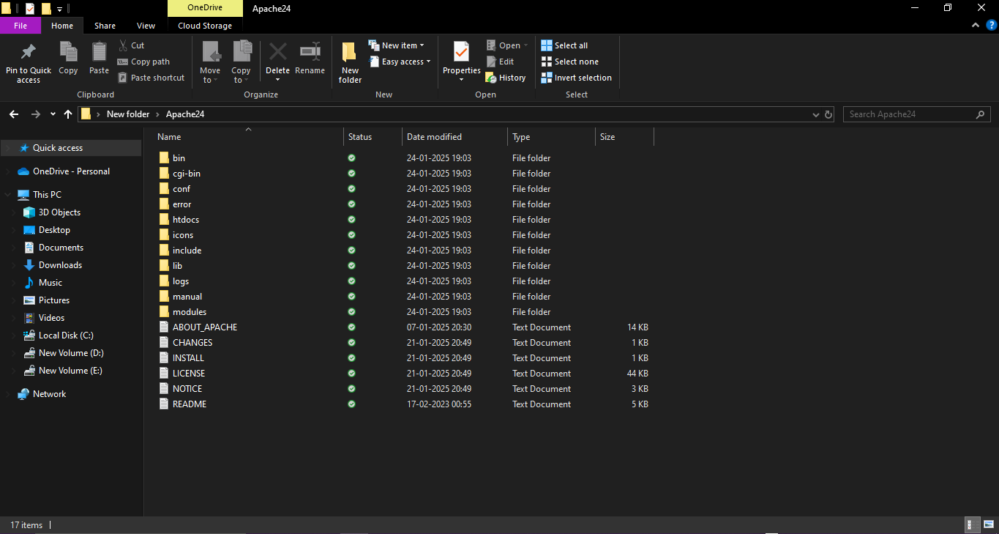 OneDrive Apache24
File Home Share View Cloud Storage
Pin to Quick access
Copy
Paste
Cut
Copy path
Paste shortcut
Clipboard
Move to
Copy to
Delete
Rename
Organize
New folder
New item
Easy access
New
Properties
Open
Edit
History
Open
Select all
Select none
Invert selection
Select
New folder > Apache24
Search Apache24
Quick access
OneDrive - Personal
This PC
3D Objects
Desktop
Documents
Downloads
Music
Pictures
Videos
Local Disk (C:)
New Volume (D:)
New Volume (E:)
Network
Name Status Date modified Type Size
bin 24-01-2025 19:03 File folder
cgi-bin 24-01-2025 19:03 File folder
conf 24-01-2025 19:03 File folder
error 24-01-2025 19:03 File folder
htdocs 24-01-2025 19:03 File folder
icons 24-01-2025 19:03 File folder
include 24-01-2025 19:03 File folder
lib 24-01-2025 19:03 File folder
logs 24-01-2025 19:03 File folder
manual 24-01-2025 19:03 File folder
modules 24-01-2025 19:03 File folder
ABOUT_APACHE 07-01-2025 20:30 Text Document 14 KB
CHANGES 21-01-2025 20:49 Text Document 1 KB
INSTALL 21-01-2025 20:49 Text Document 1 KB
LICENSE 21-01-2025 20:49 Text Document 44 KB
NOTICE 21-01-2025 20:49 Text Document 3 KB
README 17-02-2023 00:55 Text Document 5 KB
17 items